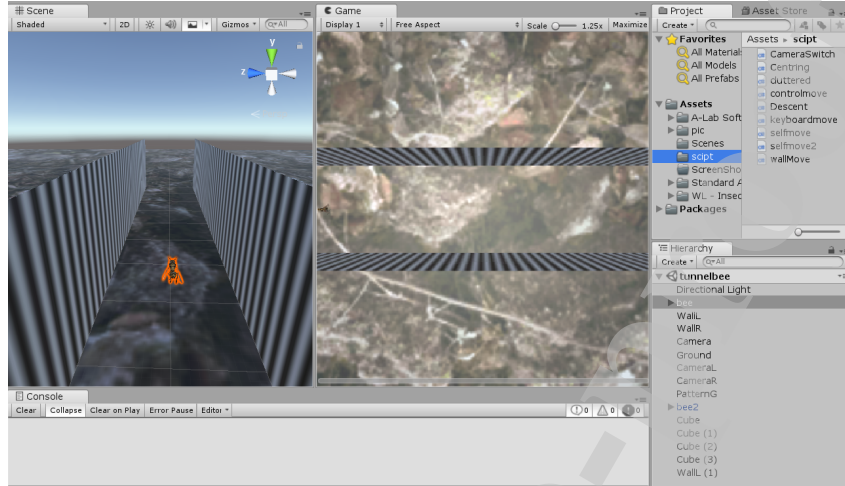 Scene
Shaded 2D Gizmos All
y
z
Game
Display 1 Free Aspect Scale 1.25x Maximize
Project Asset Store
Create
Favorites
All Material
All Models
All Prefabs
Assets
A-Lab Soft
pic
Scenes
scipt
ScreenSho
Standard A
WL - Insec
Packages
Assets scipt
CameraSwitch
Centring
cluttered
controlmove
Descent
keyboardmove
selfmove
selfmove2
wallMove
Hierarchy
Create All
tunnelbee
Directional Light
bee
WallL
WallR
Camera
Ground
CameraL
CameraR
PatternG
bee2
Cube
Cube (1)
Cube (2)
Cube (3)
WallL (1)
Console
Clear Collapse Clear on Play Error Pause Editor 0 0 0